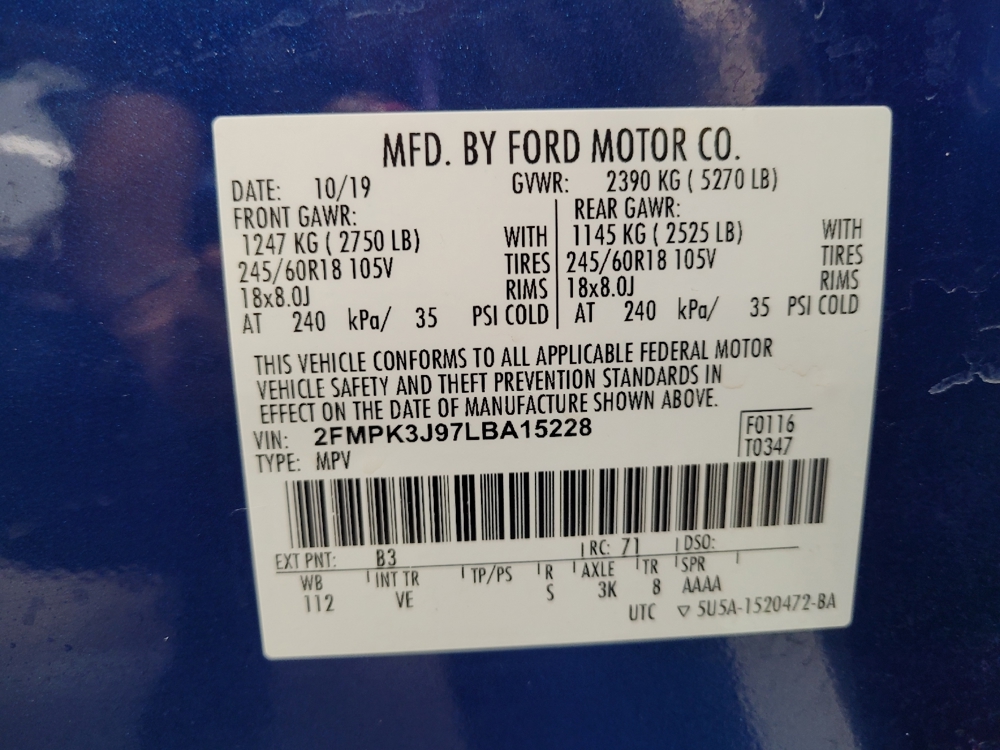 MFD. BY FORD MOTOR CO.
DATE: 10/19 GVWR: 2390 KG ( 5270 LB)
FRONT GAWR: REAR GAWR:
1247 KG ( 2750 LB) WITH 1145 KG ( 2525 LB) WITH
245/60R18 105V TIRES 245/60R18 105V TIRES
18x8.0J RIMS 18x8.0J RIMS
AT 240 kPa/ 35 PSI COLD AT 240 kPa/ 35 PSI COLD
THIS VEHICLE CONFORMS TO ALL APPLICABLE FEDERAL MOTOR
VEHICLE SAFETY AND THEFT PREVENTION STANDARDS IN
EFFECT ON THE DATE OF MANUFACTURE SHOWN ABOVE.
VIN: 2FMPK3J97LBA15228 F0116
TYPE: MPV T0347
EXT PNT: B3 RC: 71 DSO:
WB INT TR TP/PS R AXLE TR SPR
112 VE S 3K 8 AAAA
UTC ▽ 5U5A-1520472-BA